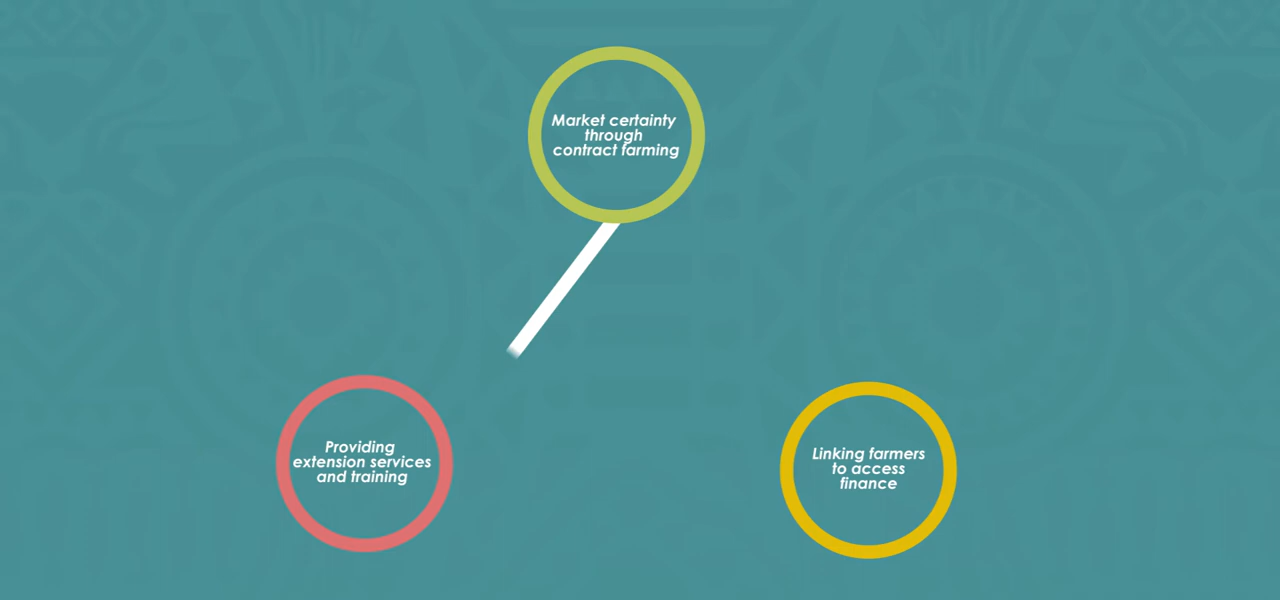 Market certainty
through
contract farming
Providing
extension services
and training
Linking farmers
to access
finance